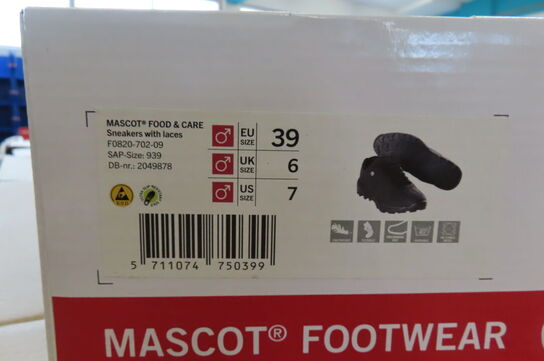 MASCOT® FOOD & CARE
Sneakers with laces
F0820-702-09
SAP-Size: 939
DB-nr.: 2049878
EU SIZE 39
UK SIZE 6
US SIZE 7
ESD
5 711074 750399
MASCOT® FOOTWEAR